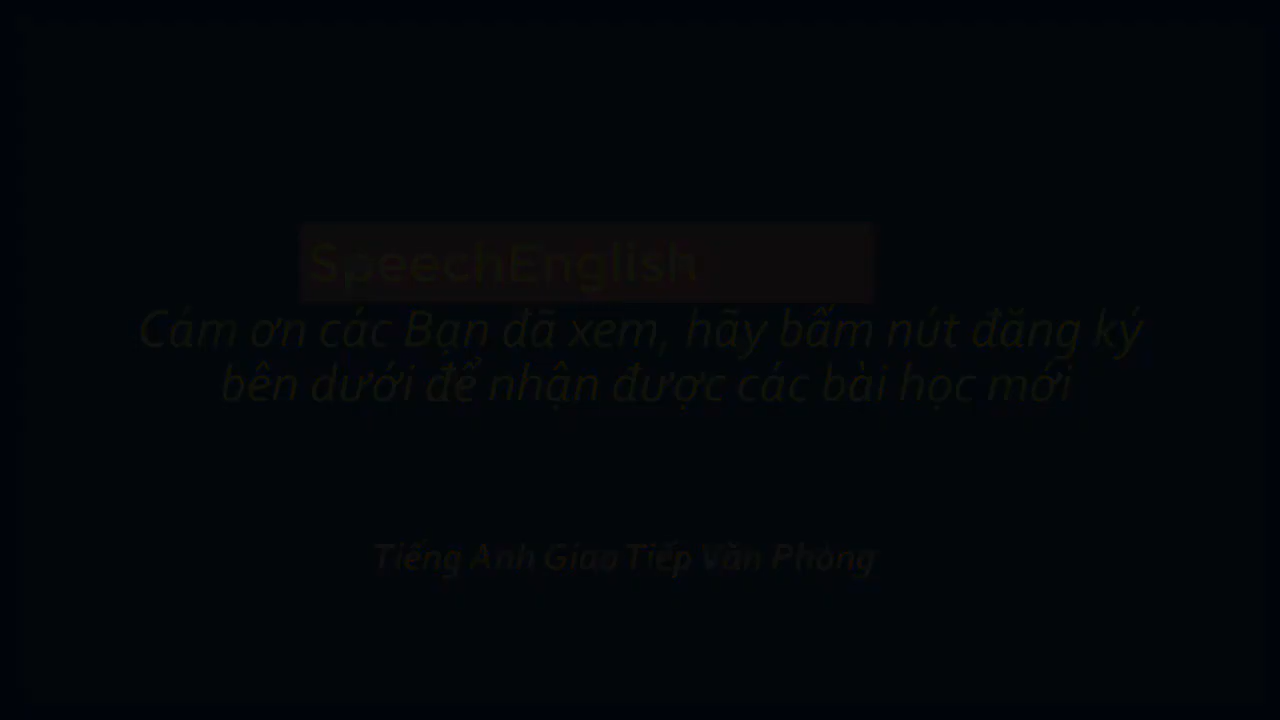 SpeechEnglish
Cám ơn các Bạn đã xem, hãy bấm nút đăng ký
bên dưới để nhận được các bài học mới
Tiếng Anh Giao Tiếp Văn Phòng